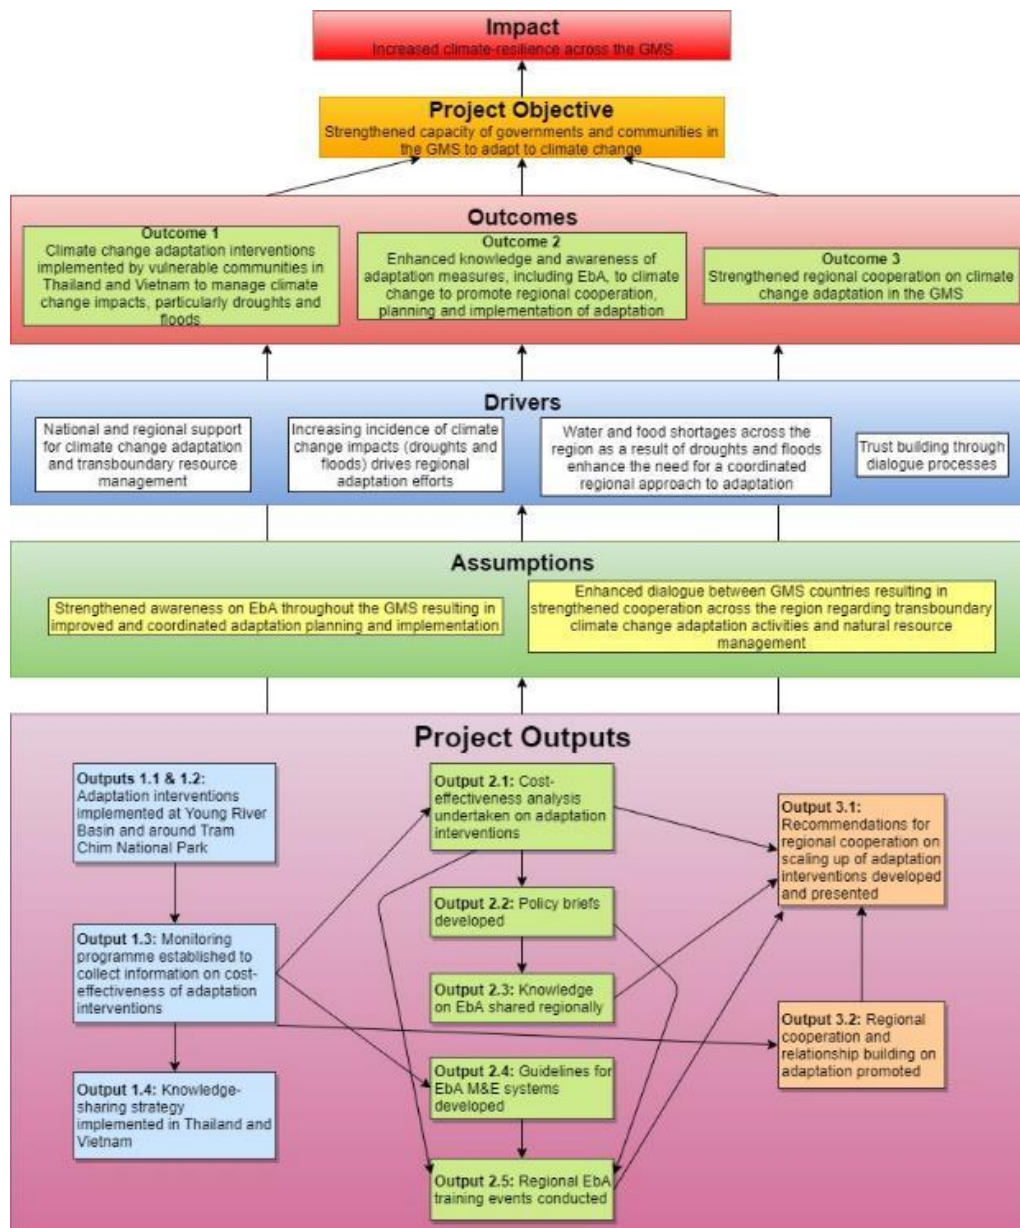 Impact
Increased climate-resilience across the GMS
Project Objective
Strengthened capacity of governments and communities in
the GMS to adapt to climate change
Outcomes
Outcome 1
Climate change adaptation interventions
implemented by vulnerable communities in
Thailand and Vietnam to manage climate
change impacts, particularly droughts and
floods
Outcome 2
Enhanced knowledge and awareness of
adaptation measures, including EbA, to climate
change to promote regional cooperation,
planning and implementation of adaptation
Outcome 3
Strengthened regional cooperation on climate
change adaptation in the GMS
Drivers
National and regional support
for climate change adaptation
and transboundary resource
management
Increasing incidence of climate
change impacts (droughts and
floods) drives regional
adaptation efforts
Water and food shortages across the
region as a result of droughts and floods
enhance the need for a coordinated
regional approach to adaptation
Trust building through
dialogue processes
Assumptions
Strengthened awareness on EbA throughout the GMS resulting in
improved and coordinated adaptation planning and implementation
Enhanced dialogue between GMS countries resulting in
strengthened cooperation across the region regarding transboundary
climate change adaptation activities and natural resource
management
Project Outputs
Outputs 1.1 & 1.2:
Adaptation interventions
implemented at Young River
Basin and around Tram
Chim National Park
Output 1.3: Monitoring
programme established to
collect information on cost-
effectiveness of adaptation
interventions
Output 1.4: Knowledge-
sharing strategy
implemented in Thailand and
Vietnam
Output 2.1: Cost-
effectiveness analysis
undertaken on adaptation
interventions
Output 2.2: Policy briefs
developed
Output 2.3: Knowledge
on EbA shared regionally
Output 2.4: Guidelines for
EbA M&E systems
developed
Output 2.5: Regional EbA
training events conducted
Output 3.1:
Recommendations for
regional cooperation on
scaling up of adaptation
interventions developed
and presented
Output 3.2: Regional
cooperation and
relationship building on
adaptation promoted